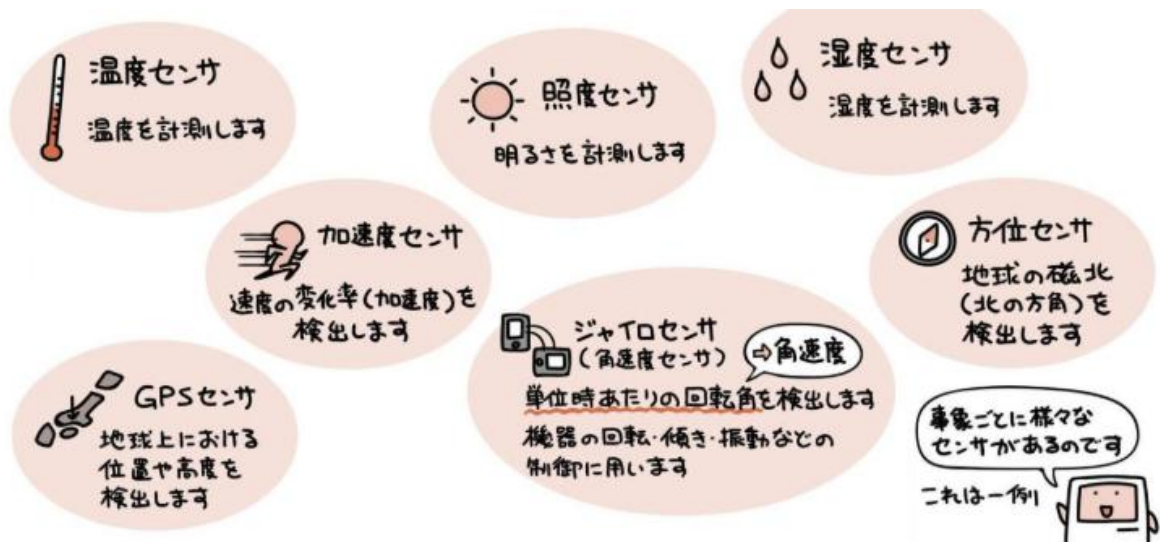 温度センサ
温度を計測します
照度センサ
明るさを計測します
湿度センサ
湿度を計測します
加速度センサ
速度の変化率(加速度)を
検出します
方位センサ
地球の磁北
(北の方角)を
検出します
ジャイロセンサ
(角速度センサ)
⇨角速度
単位時あたりの回転角を検出します
機器の回転・傾き・振動などの
制御に用います
GPSセンサ
地球上における
位置や高度を
検出します
事象ごとに様々な
センサがあるのです
これは一例